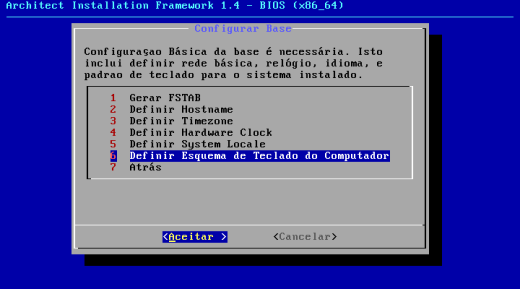 Architect Installation Framework 1.4 - BIOS (x86_64)
Configurar Base
Configuraşao Básica da base é necessária. Isto
inclui definir rede básica, relógio, idioma, e
padrao de teclado para o sistema instalado.
1 Gerar FSTAB
2 Definir Hostname
3 Definir Timezone
4 Definir Hardware Clock
5 Definir System Locale
6 Definir Esquema de Teclado do Computador
7 Atrás
<Aceitar > <Cancelar>